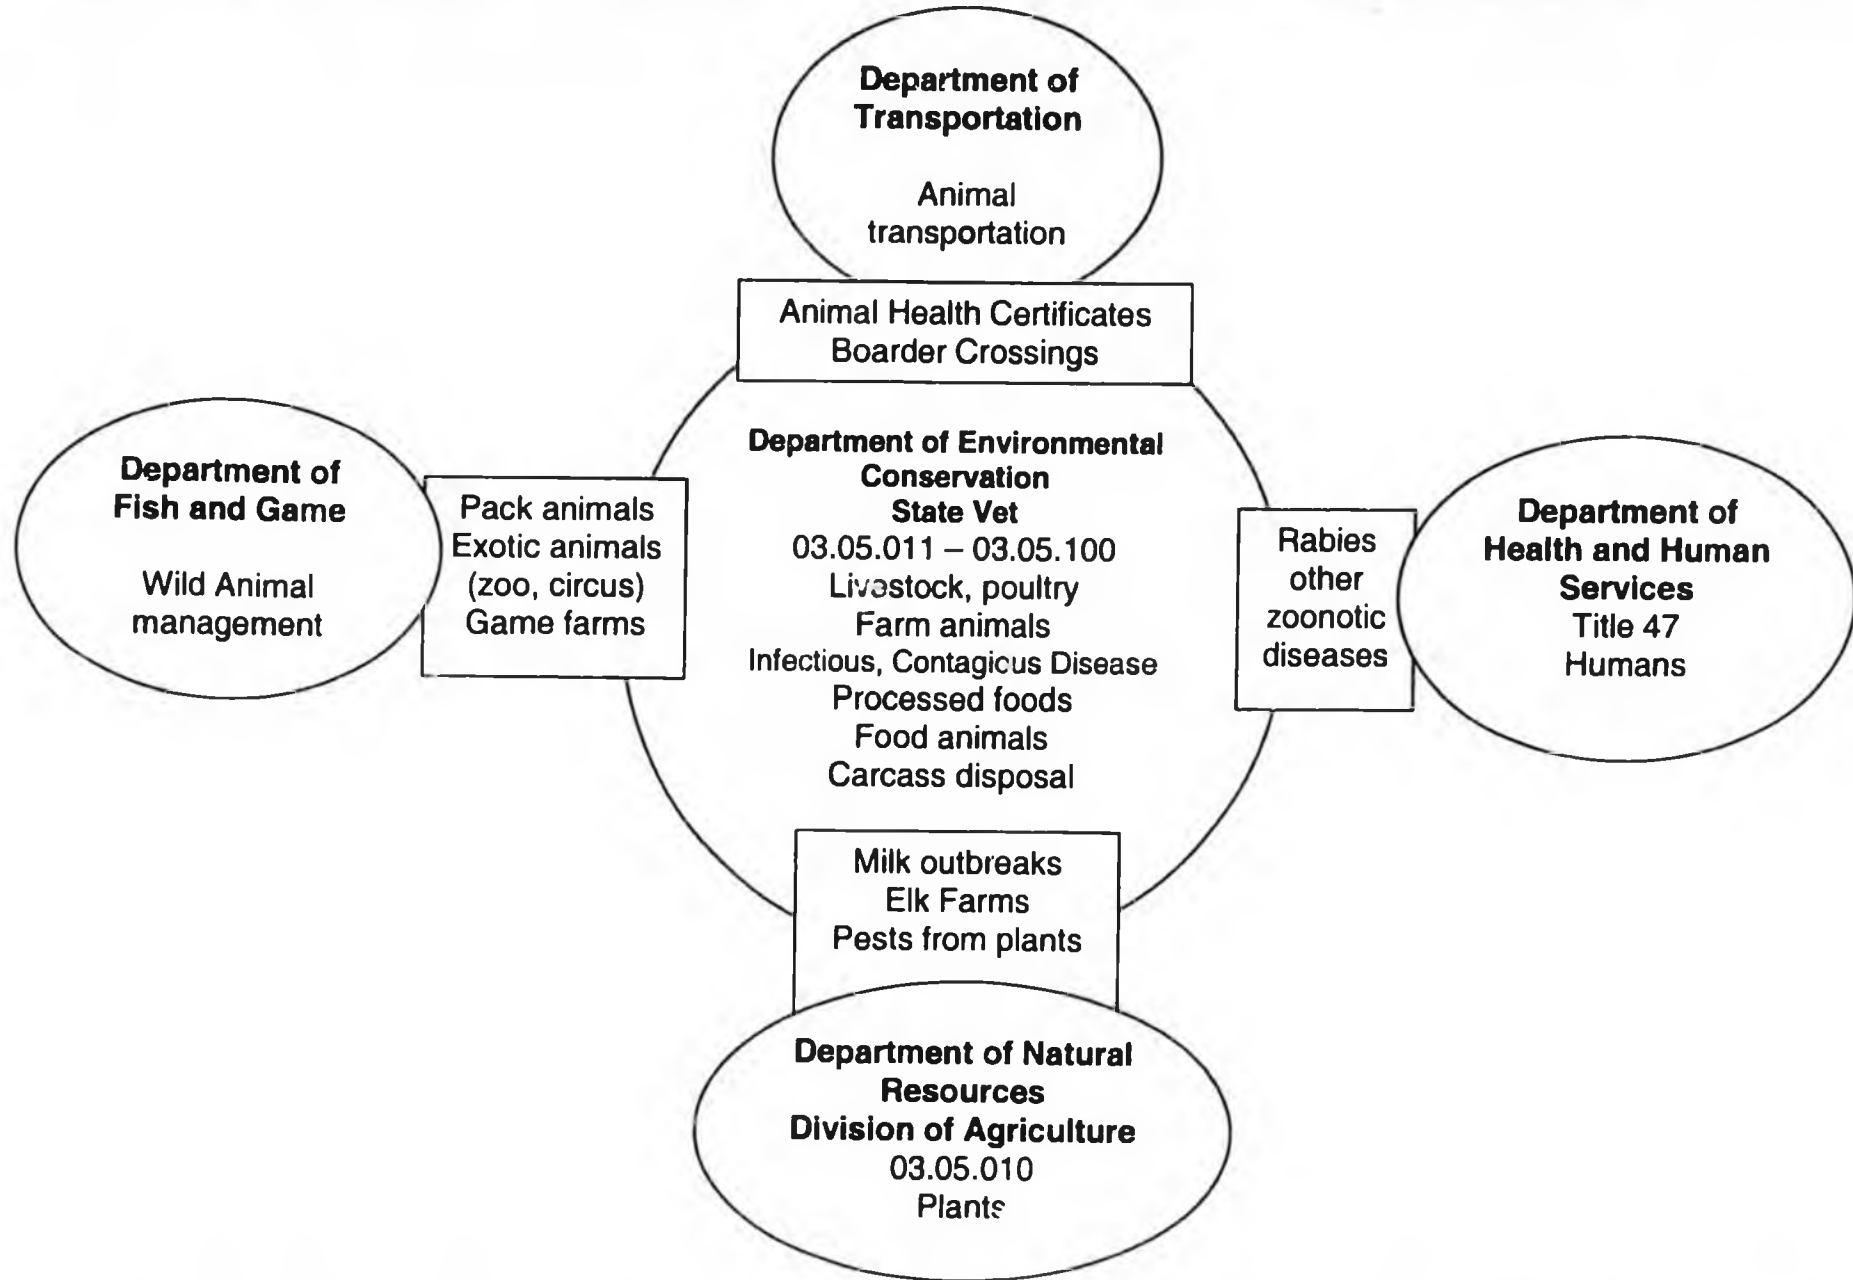 Department of
Transportation
Animal
transportation
Animal Health Certificates
Boarder Crossings
Department of
Fish and Game
Wild Animal
management
Pack animals
Exotic animals
(zoo, circus)
Game farms
Department of Environmental
Conservation
State Vet
03.05.011 – 03.05.100
Livestock, poultry
Farm animals
Infectious, Contagicus Disease
Processed foods
Food animals
Carcass disposal
Rabies
other
zoonotic
diseases
Department of
Health and Human
Services
Title 47
Humans
Milk outbreaks
Elk Farms
Pests from plants
Department of Natural
Resources
Division of Agriculture
03.05.010
Plants